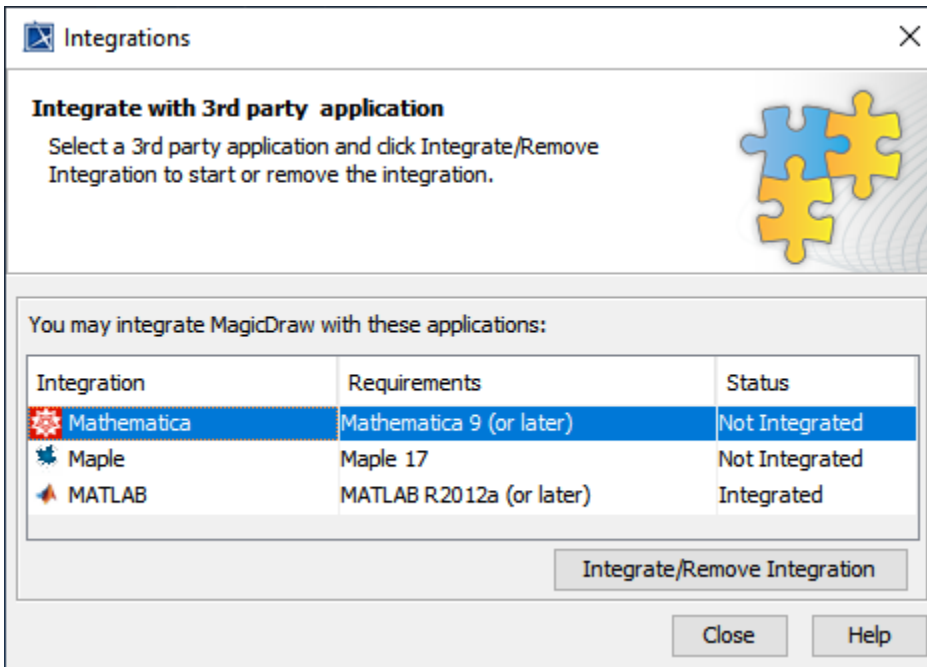 Integrations
Integrate with 3rd party  application
Select a 3rd party application and click Integrate/Remove
Integration to start or remove the integration.
You may integrate MagicDraw with these applications:
Integration Requirements Status
Mathematica Mathematica 9 (or later) Not Integrated
Maple Maple 17 Not Integrated
MATLAB MATLAB R2012a (or later) Integrated
Integrate/Remove Integration
Close Help